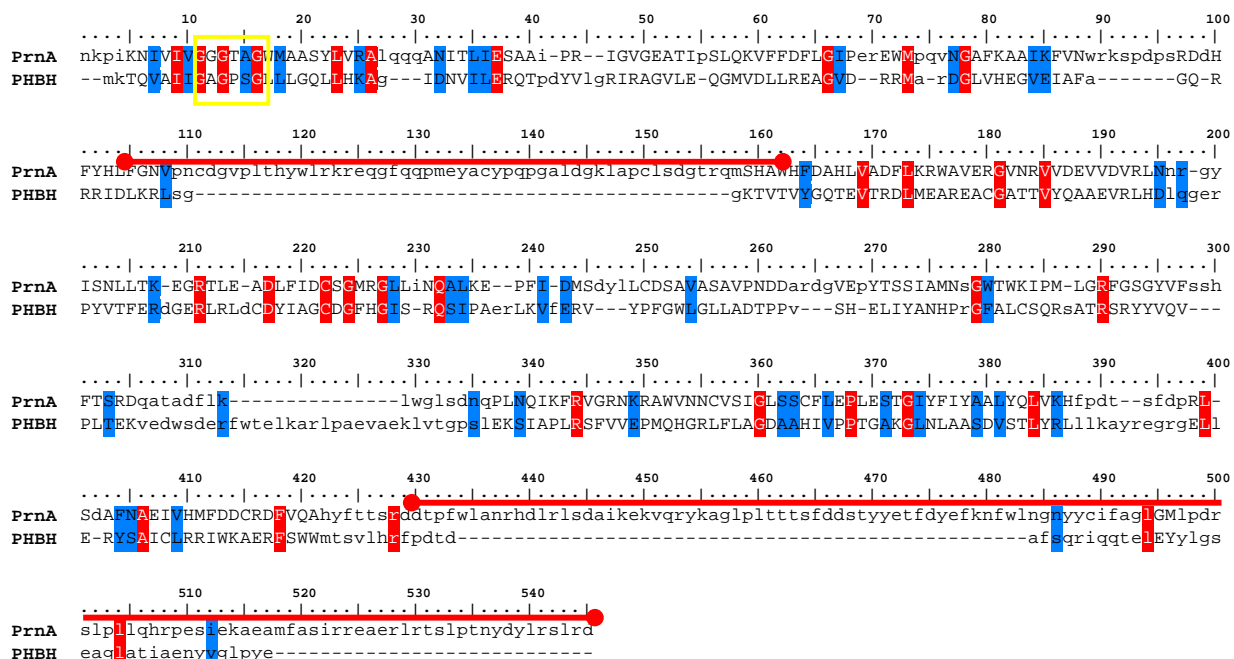 10 20 30 40 50 60 70 80 90 100
....|....|....|....|....|....|....|....|....|....|....|....|....|....|....|....|....|....|....|....|
PrnA nkpiKNIVIVGGGTAGWMAASYLVRALqqqANITLIESAAi-PR--IGVGEATIpSLQKVFFDFLGIPerEWMpqvNGAFKAAIKFVNwrkspdpsRDdH
PHBH --mkTQVAIIGAGPSGLLLGQLLHKAg---IDNVILERQTpdYVlgRIRAGVLE-QGMVDLLREAGVD--RRMa-rDGLVHEGVEIAFa-------GQ-R
110 120 130 140 150 160 170 180 190 200
....|....|....|....|....|....|....|....|....|....|....|....|....|....|....|....|....|....|....|....|
PrnA FYHLFGNVpncdgvplthywlrkreqgfqqpmeyacypqpgaldgklapclsdgtrqmSHAWHFDAHLVADFLKRWAVERGVNRVVDEVVDVRLNnr-gy
PHBH RRIDLKRLsg-----------------------------------------------gKTVTVYGQTEVTRDLMEAREACGATTVYQAAEVRLHDlqger
210 220 230 240 250 260 270 280 290 300
....|....|....|....|....|....|....|....|....|....|....|....|....|....|....|....|....|....|....|....|
PrnA ISNLLTK-EGRTLE-ADLFIDCSGMRGLLiNQALKE--PFI-DMSdylLCDSAVASAVPNDDardgVEpYTSSIAMNsGWTWKIPM-LGRFGSGYVFssh
PHBH PYVTFERdGERLRLdCDYIAGCDGFHGIS-RQSIPAerLKVfERV---YPFGWLGLLADTPPv---SH-ELIYANHPrGFALCSQRsATRSRYYVQV---
310 320 330 340 350 360 370 380 390 400
....|....|....|....|....|....|....|....|....|....|....|....|....|....|....|....|....|....|....|....|
PrnA FTSRDqatadflk---------------lwglsdnqPLNQIKFRVGRNKRAWVNNCVSIGLSSCFLEPLESTGIYFIYAALYQLVKHfpdt--sfdpRL-
PHBH PLTEKvedwsderfwtelkarlpaevaeklvtgpslEKSIAPLRSFVVEPMQHGRLFLAGDAAHIVPPTGAKGLNLAASDVSTLYRLllkayregrgELl
410 420 430 440 450 460 470 480 490 500
....|....|....|....|....|....|....|....|....|....|....|....|....|....|....|....|....|....|....|....|
PrnA SdAFNAEIVHMFDDCRDFVQAhyfttsrddtpfwlanrhdlrlsdaikekvqrykaglpltttsfddstyyetfdyefknfwlngnyycifaglGMlpdr
PHBH E-RYSAICLRRIWKAERFSWWmtsvlhrfpdtd--------------------------------------------------afsqriqqtelEYylgs
510 520 530 540
....|....|....|....|....|....|....|....|....|
PrnA slpllqhrpesiekaeamfasirreaerlrtslptnydylrslrd
PHBH eaqlatiaenyvqlpye----------------------------